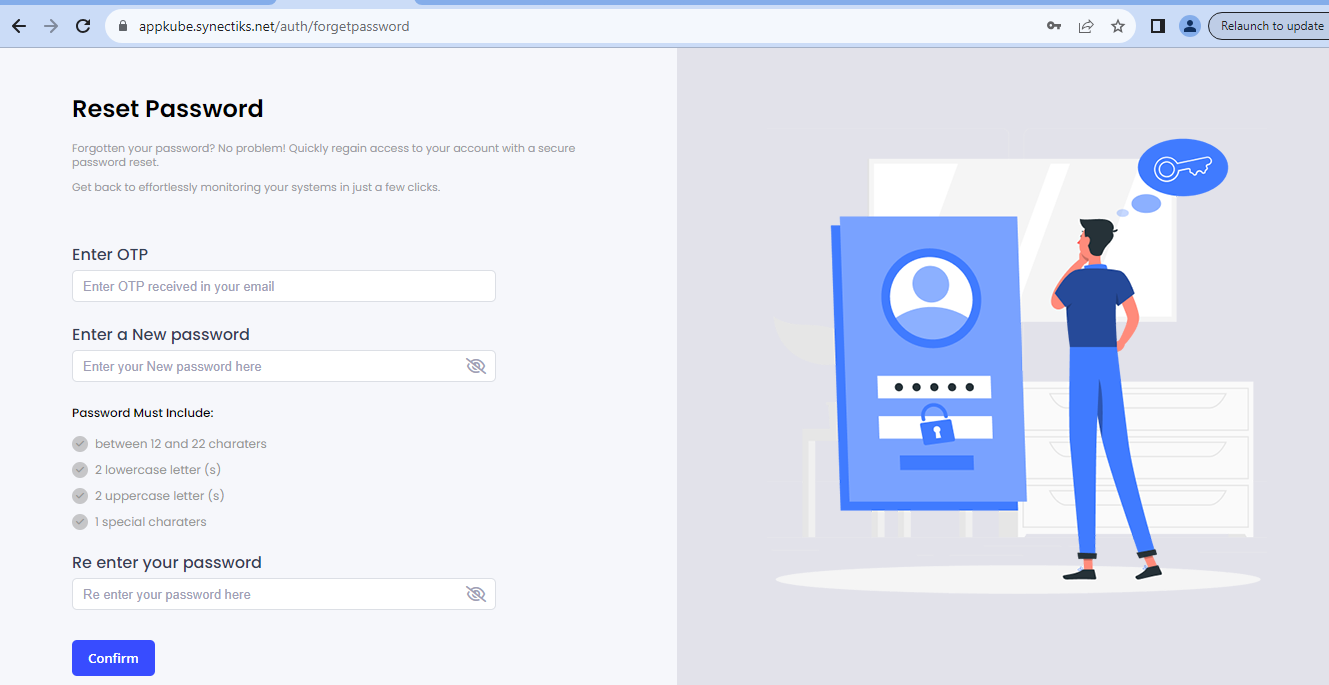 appkube.synectiks.net/auth/forgetpassword
Relaunch to update
Reset Password
Forgotten your password? No problem! Quickly regain access to your account with a secure
password reset.
Get back to effortlessly monitoring your systems in just a few clicks.
Enter OTP
Enter OTP received in your email
Enter a New password
Enter your New password here
Password Must Include:
between 12 and 22 charaters
2 lowercase letter (s)
2 uppercase letter (s)
1 special charaters
Re enter your password
Re enter your password here
Confirm